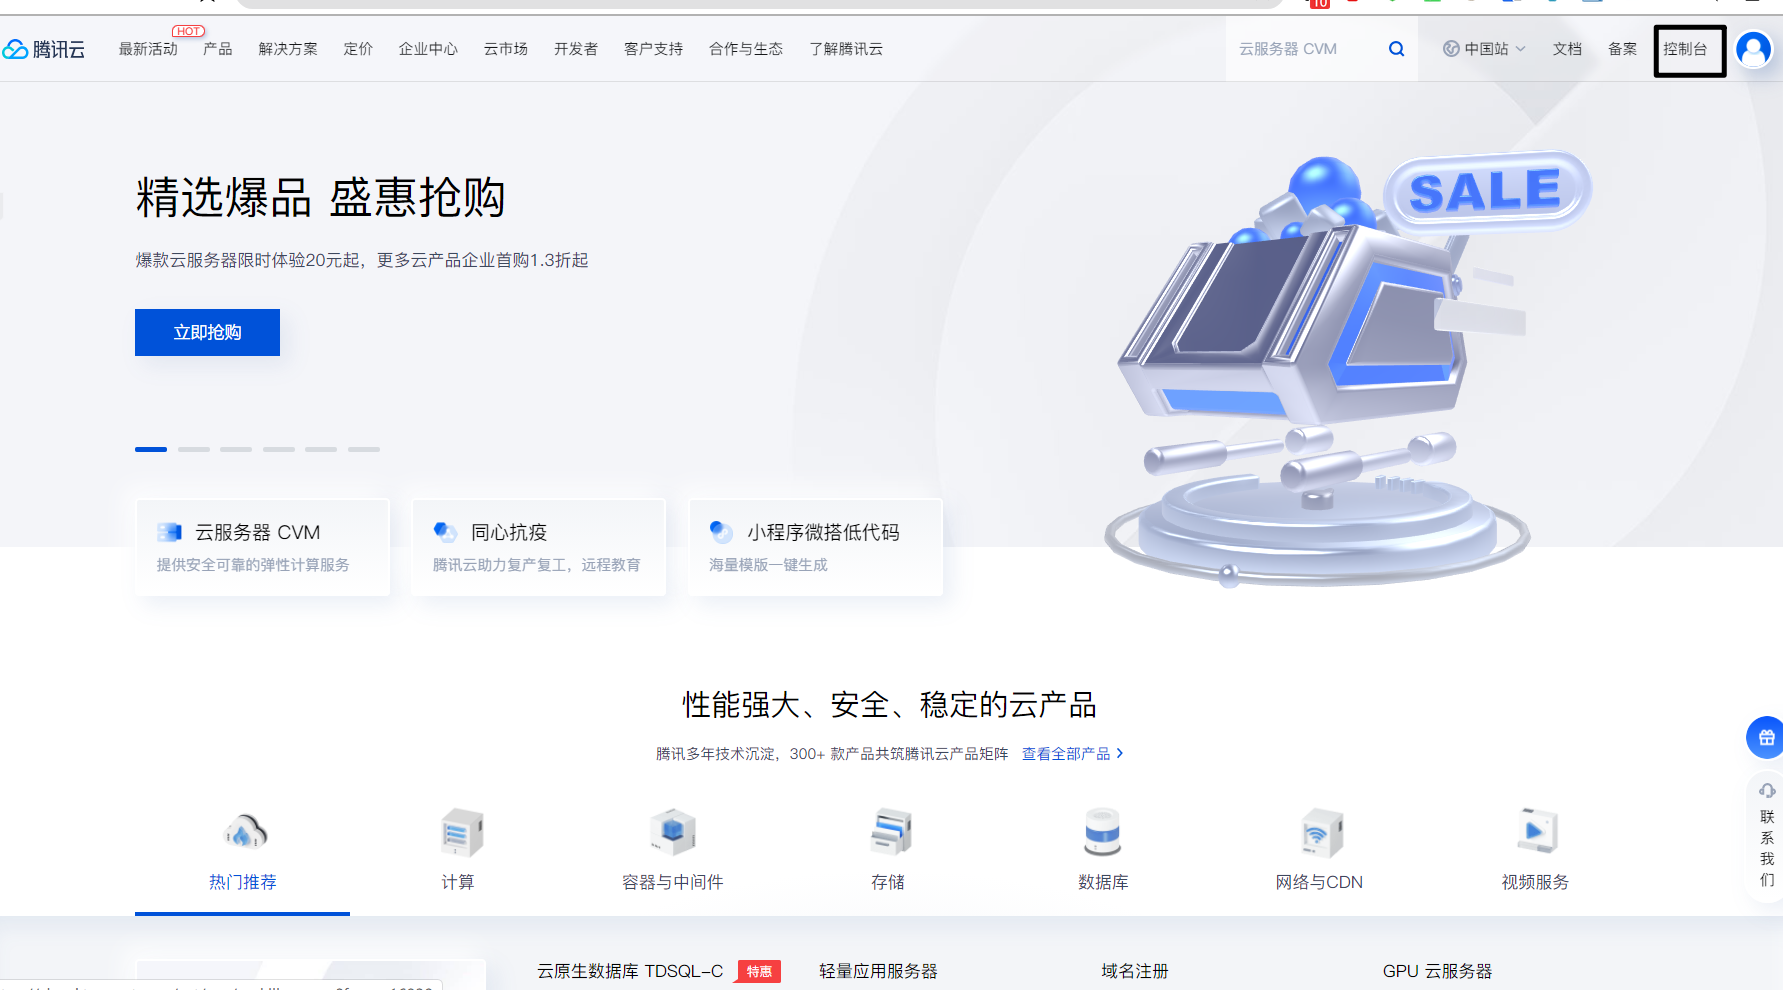 10
腾讯云
最新活动
HOT
产品
解决方案
定价
企业中心
云市场
开发者
客户支持
合作与生态
了解腾讯云
云服务器 CVM
中国站
文档
备案
控制台
精选爆品 盛惠抢购
SALE
爆款云服务器限时体验20元起，更多云产品企业首购1.3折起
立即抢购
云服务器 CVM
提供安全可靠的弹性计算服务
同心抗疫
腾讯云助力复产复工，远程教育
小程序微搭低代码
海量模版一键生成
性能强大、安全、稳定的云产品
腾讯多年技术沉淀，300+ 款产品共筑腾讯云产品矩阵 查看全部产品
热门推荐
计算
容器与中间件
存储
数据库
网络与CDN
视频服务
联系我们
云原生数据库 TDSQL-C 特惠
轻量应用服务器
域名注册
GPU 云服务器